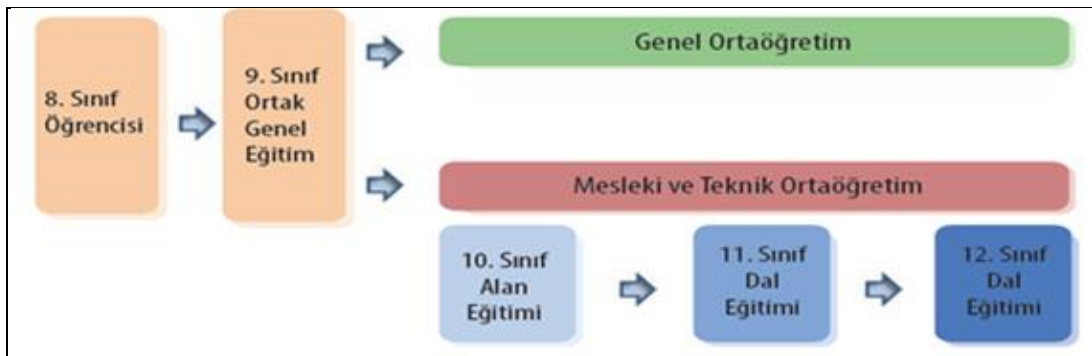 8. Sınıf
Öğrencisi
9. Sınıf
Ortak
Genel
Eğitim
Genel Ortaöğretim
Mesleki ve Teknik Ortaöğretim
10. Sınıf
Alan
Eğitimi
11. Sınıf
Dal
Eğitimi
12. Sınıf
Dal
Eğitimi